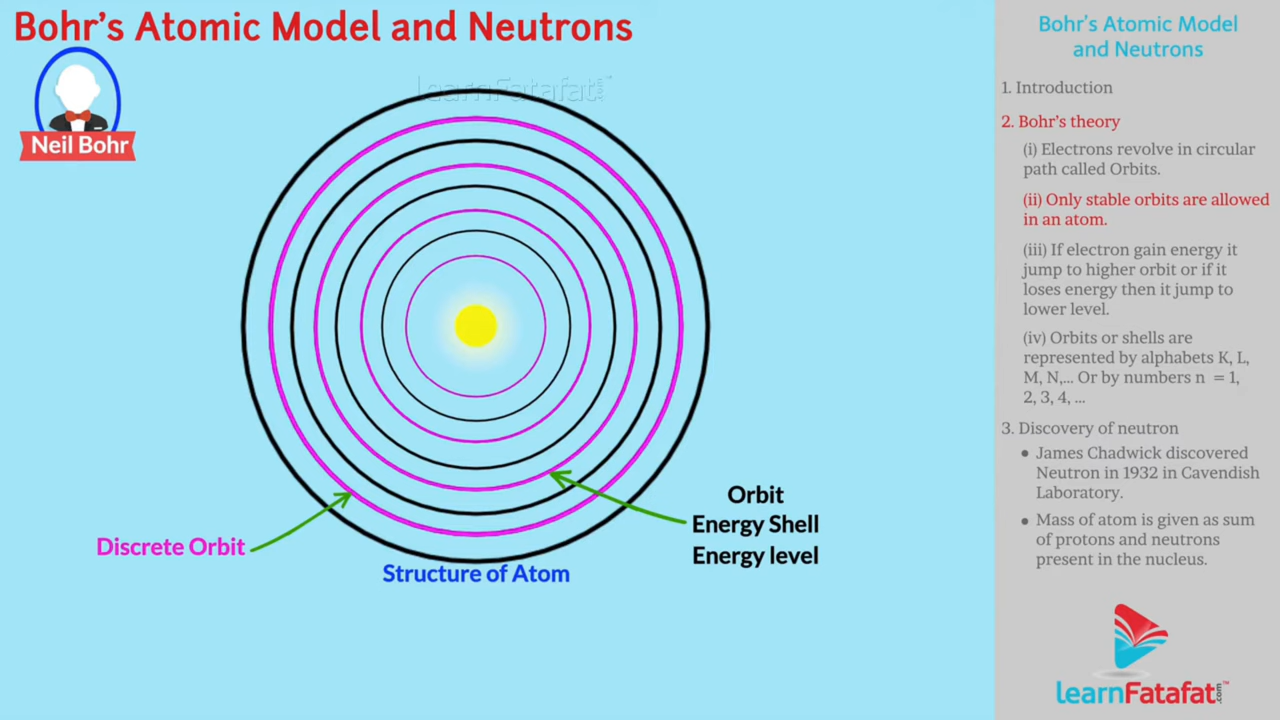 Bohr's Atomic Model and Neutrons
LearnFatafat.com™
Neil Bohr
Discrete Orbit
Orbit
Energy Shell
Energy level
Structure of Atom
Bohr's Atomic Model
and Neutrons
1. Introduction
2. Bohr's theory
(i) Electrons revolve in circular
path called Orbits.
(ii) Only stable orbits are allowed
in an atom.
(iii) If electron gain energy it
jump to higher orbit or if it
loses energy then it jump to
lower level.
(iv) Orbits or shells are
represented by alphabets K, L,
M, N,... Or by numbers n = 1,
2, 3, 4, ...
3. Discovery of neutron
• James Chadwick discovered
Neutron in 1932 in Cavendish
Laboratory.
• Mass of atom is given as sum
of protons and neutrons
present in the nucleus.
learnFatafat.com™